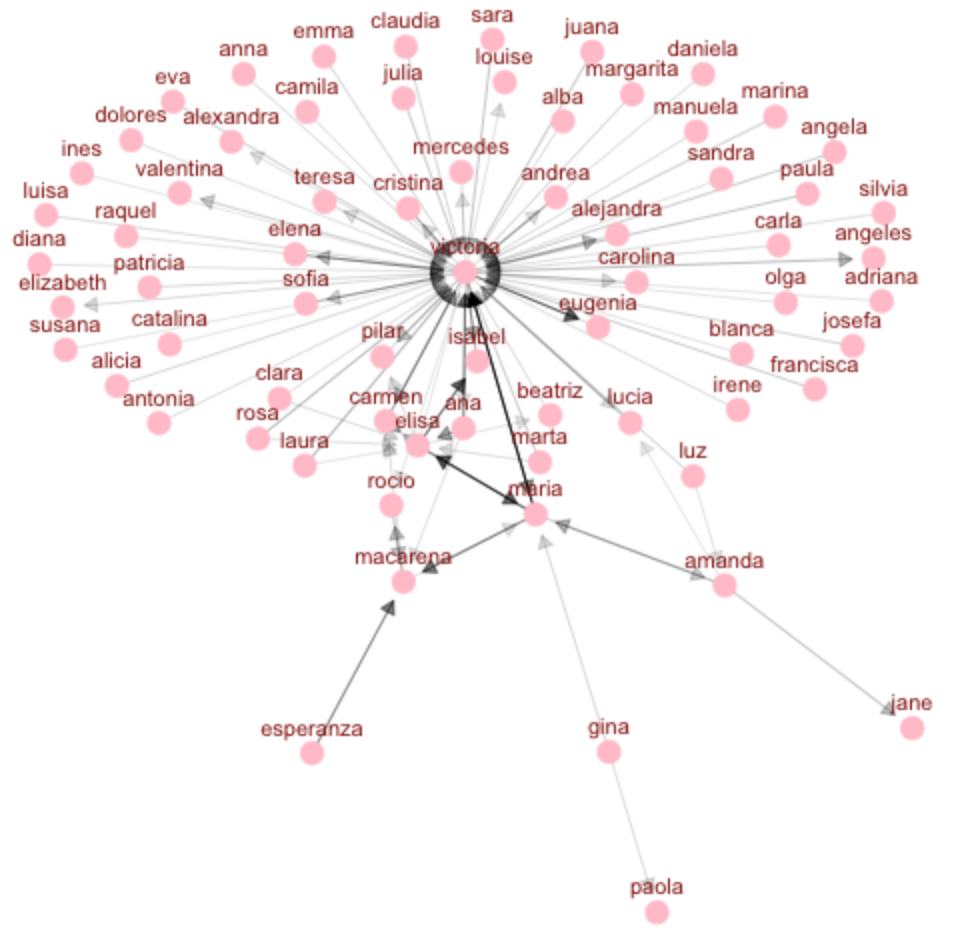 sara
claudia
juana
emma
anna
daniela
louise
margarita
julia
eva
camila
marina
alba
manuela
dolores
alexandra
angela
ines
mercedes
sandra
valentina
andrea
paula
teresa
cristina
luisa
silvia
raquel
alejandra
carla
elena
diana
angeles
victoria
carolina
patricia
adriana
elizabeth
sofia
olga
eugenia
susana
catalina
josefa
blanca
pilar
isabel
alicia
francisca
clara
irene
beatriz
antonia
carmen
lucia
ana
rosa
elisa
laura
marta
luz
rocio
maria
macarena
amanda
jane
esperanza
gina
paola